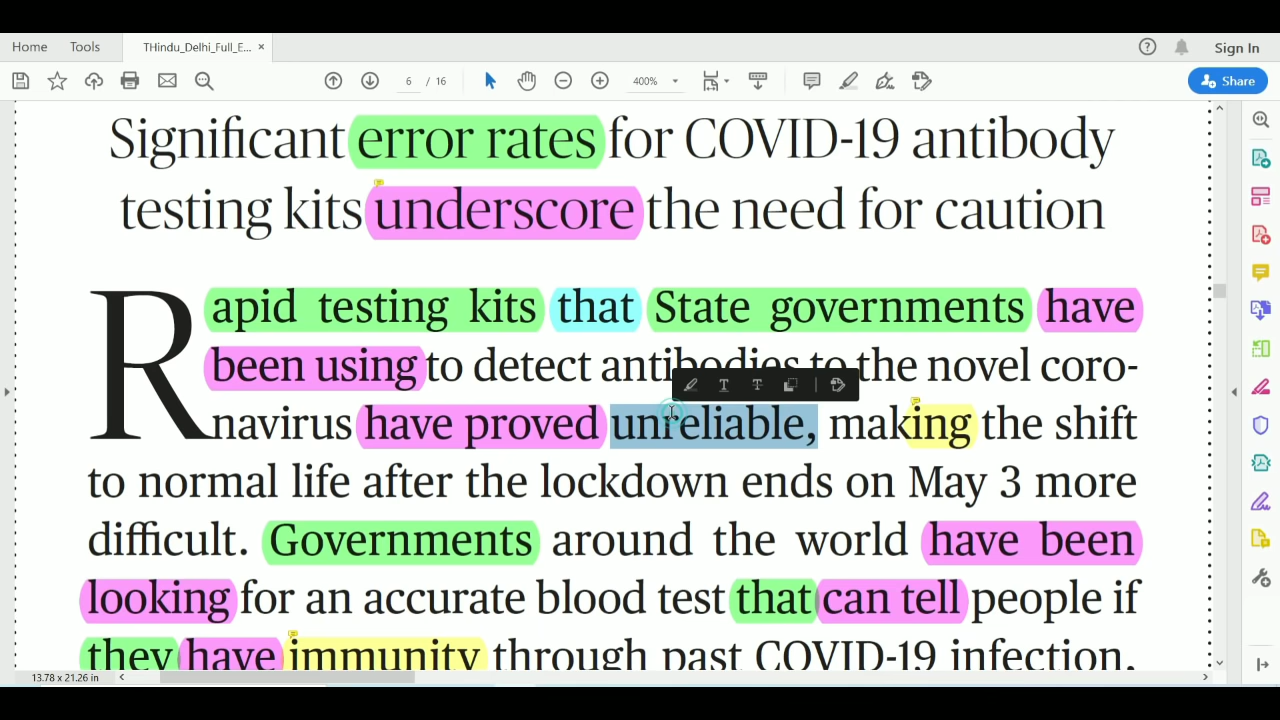 Home Tools THindu_Delhi_Full_E... × Sign In
6 / 16 400% Share
Significant error rates for COVID-19 antibody
testing kits underscore the need for caution
Rapid testing kits that State governments have
been using to detect antibodies to the novel coro-
navirus have proved unreliable, making the shift
to normal life after the lockdown ends on May 3 more
difficult. Governments around the world have been
looking for an accurate blood test that can tell people if
they have immunity through past COVID-19 infection,
13.78 x 21.26 in